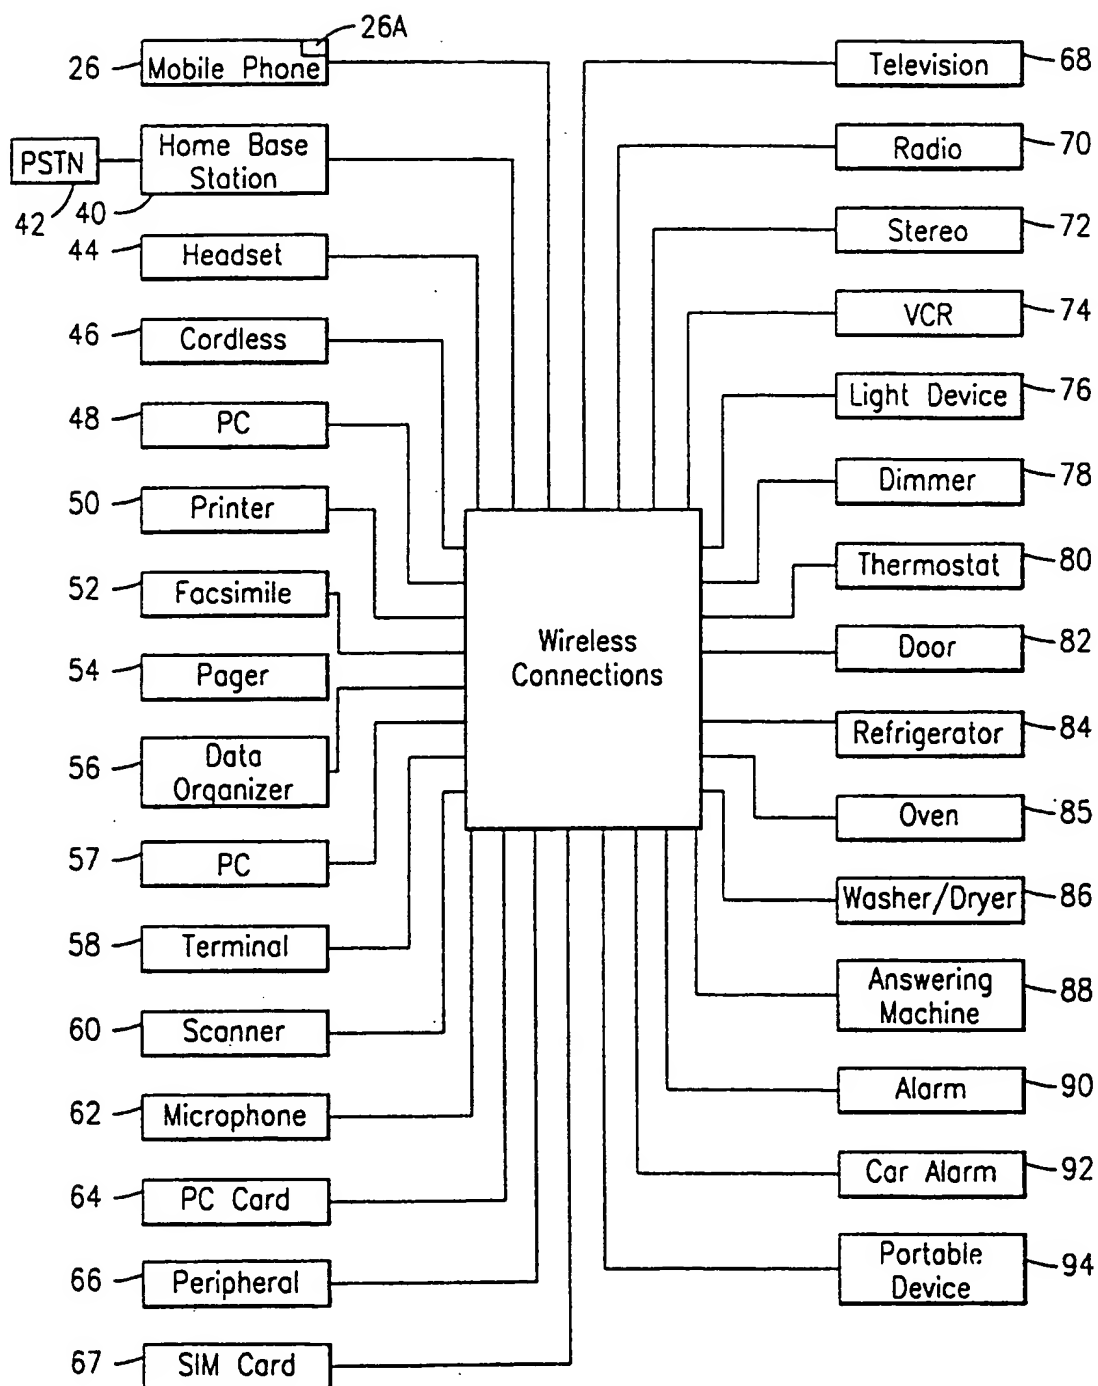 26A
26
Mobile Phone
PSTN
42
Home Base
Station
40
44
Headset
46
Cordless
48
PC
50
Printer
52
Facsimile
54
Pager
56
Data
Organizer
57
PC
58
Terminal
60
Scanner
62
Microphone
64
PC Card
66
Peripheral
67
SIM Card
Wireless
Connections
Television
68
Radio
70
Stereo
72
VCR
74
Light Device
76
Dimmer
78
Thermostat
80
Door
82
Refrigerator
84
Oven
85
Washer/Dryer
86
Answering
Machine
88
Alarm
90
Car Alarm
92
Portable
Device
94